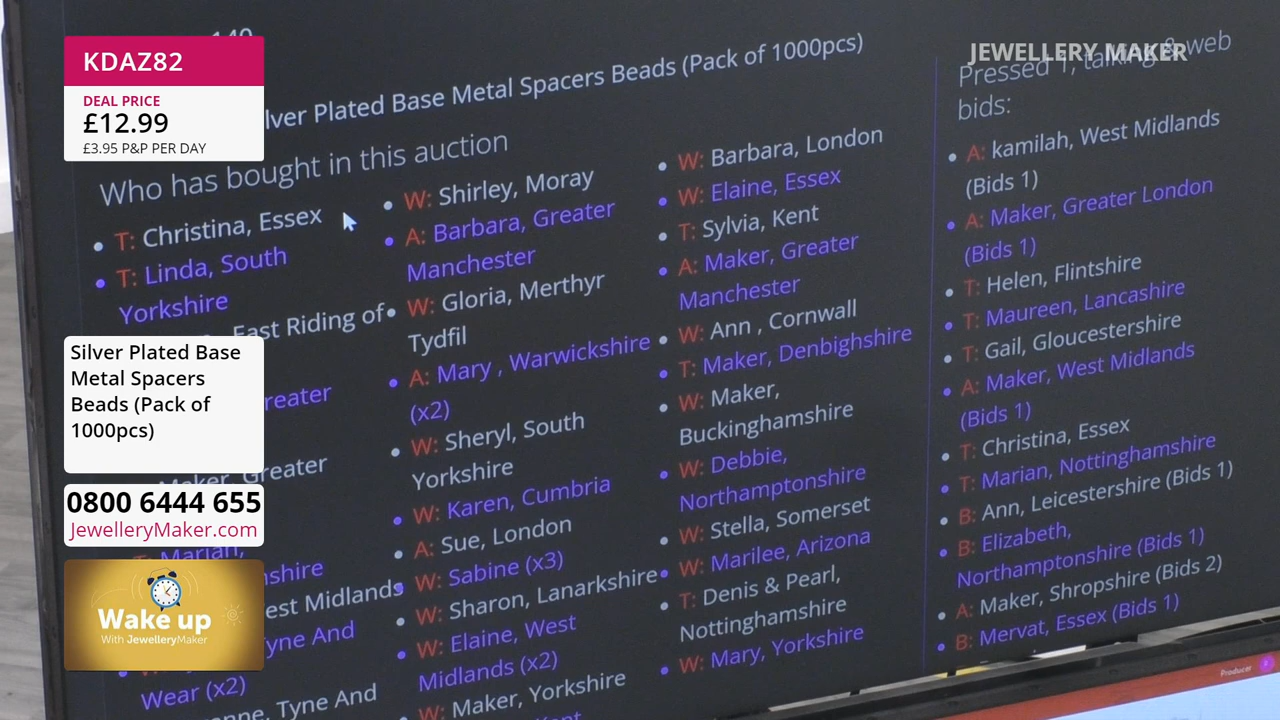 KDAZ82
DEAL PRICE
£12.99
£3.95 P&P PER DAY
Silver Plated Base
Metal Spacers
Beads (Pack of
1000pcs)
0800 6444 655
JewelleryMaker.com
Wake up
With JewelleryMaker
JEWELLERY MAKER
140
Silver Plated Base Metal Spacers Beads (Pack of 1000pcs)
Who has bought in this auction
T: Christina, Essex
T: Linda, South
Yorkshire
East Riding of
Greater
Maker, Greater
T: Marian,
West Midlands
Tyne And
Wear (x2)
Tyne And
W: Shirley, Moray
A: Barbara, Greater
Manchester
W: Gloria, Merthyr
Tydfil
A: Mary , Warwickshire
(x2)
W: Sheryl, South
Yorkshire
W: Karen, Cumbria
A: Sue, London
W: Sabine (x3)
W: Sharon, Lanarkshire
W: Elaine, West
Midlands (x2)
W: Maker, Yorkshire
Kent
W: Barbara, London
W: Elaine, Essex
T: Sylvia, Kent
A: Maker, Greater
Manchester
W: Ann , Cornwall
T: Maker, Denbighshire
W: Maker,
Buckinghamshire
W: Debbie,
Northamptonshire
W: Stella, Somerset
W: Marilee, Arizona
T: Denis & Pearl,
Nottinghamshire
W: Mary, Yorkshire
Pressed 1, talking & web
bids:
A: kamilah, West Midlands
(Bids 1)
A: Maker, Greater London
(Bids 1)
T: Helen, Flintshire
T: Maureen, Lancashire
T: Gail, Gloucestershire
A: Maker, West Midlands
(Bids 1)
T: Christina, Essex
T: Marian, Nottinghamshire
B: Ann, Leicestershire (Bids 1)
B: Elizabeth,
Northamptonshire (Bids 1)
A: Maker, Shropshire (Bids 2)
B: Mervat, Essex (Bids 1)
Producer